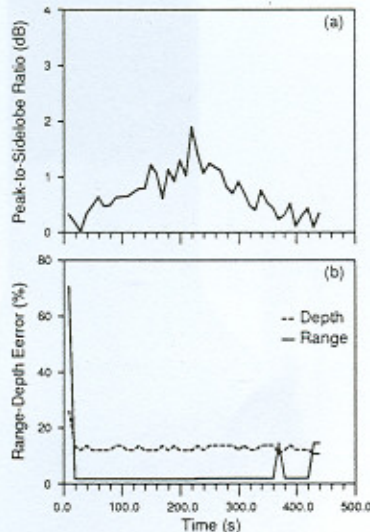 (a)
Peak-to-Sidelobe Ratio (dB)
4
3
2
1
0
(b)
Range-Depth Eerror (%)
80
60
40
20
0
Depth
Range
0.0
100.0
200.0
300.0
400.0
500.0
Time (s)